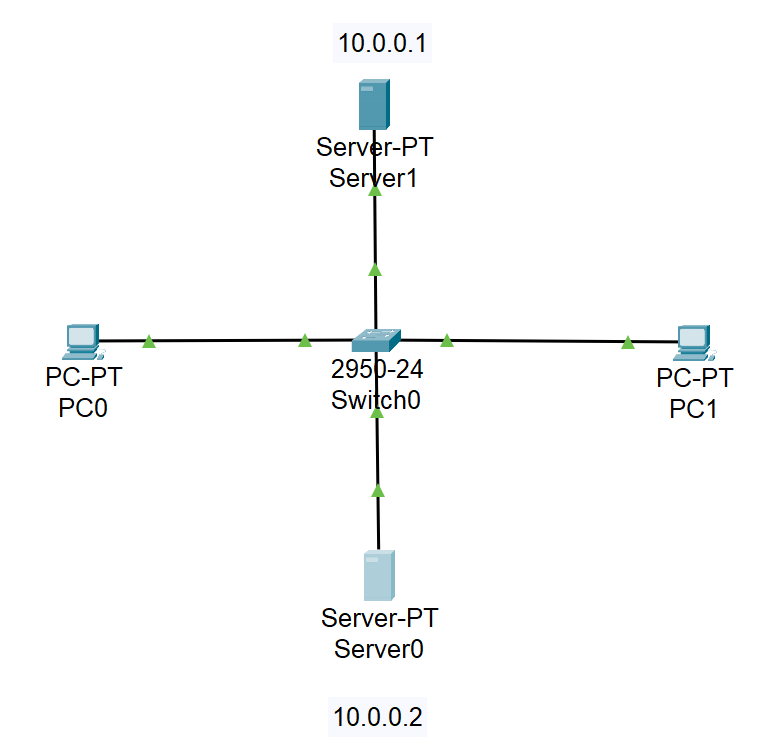 10.0.0.1
Server-PT
Server1
PC-PT
PC0
2950-24
Switch0
PC-PT
PC1
Server-PT
Server0
10.0.0.2